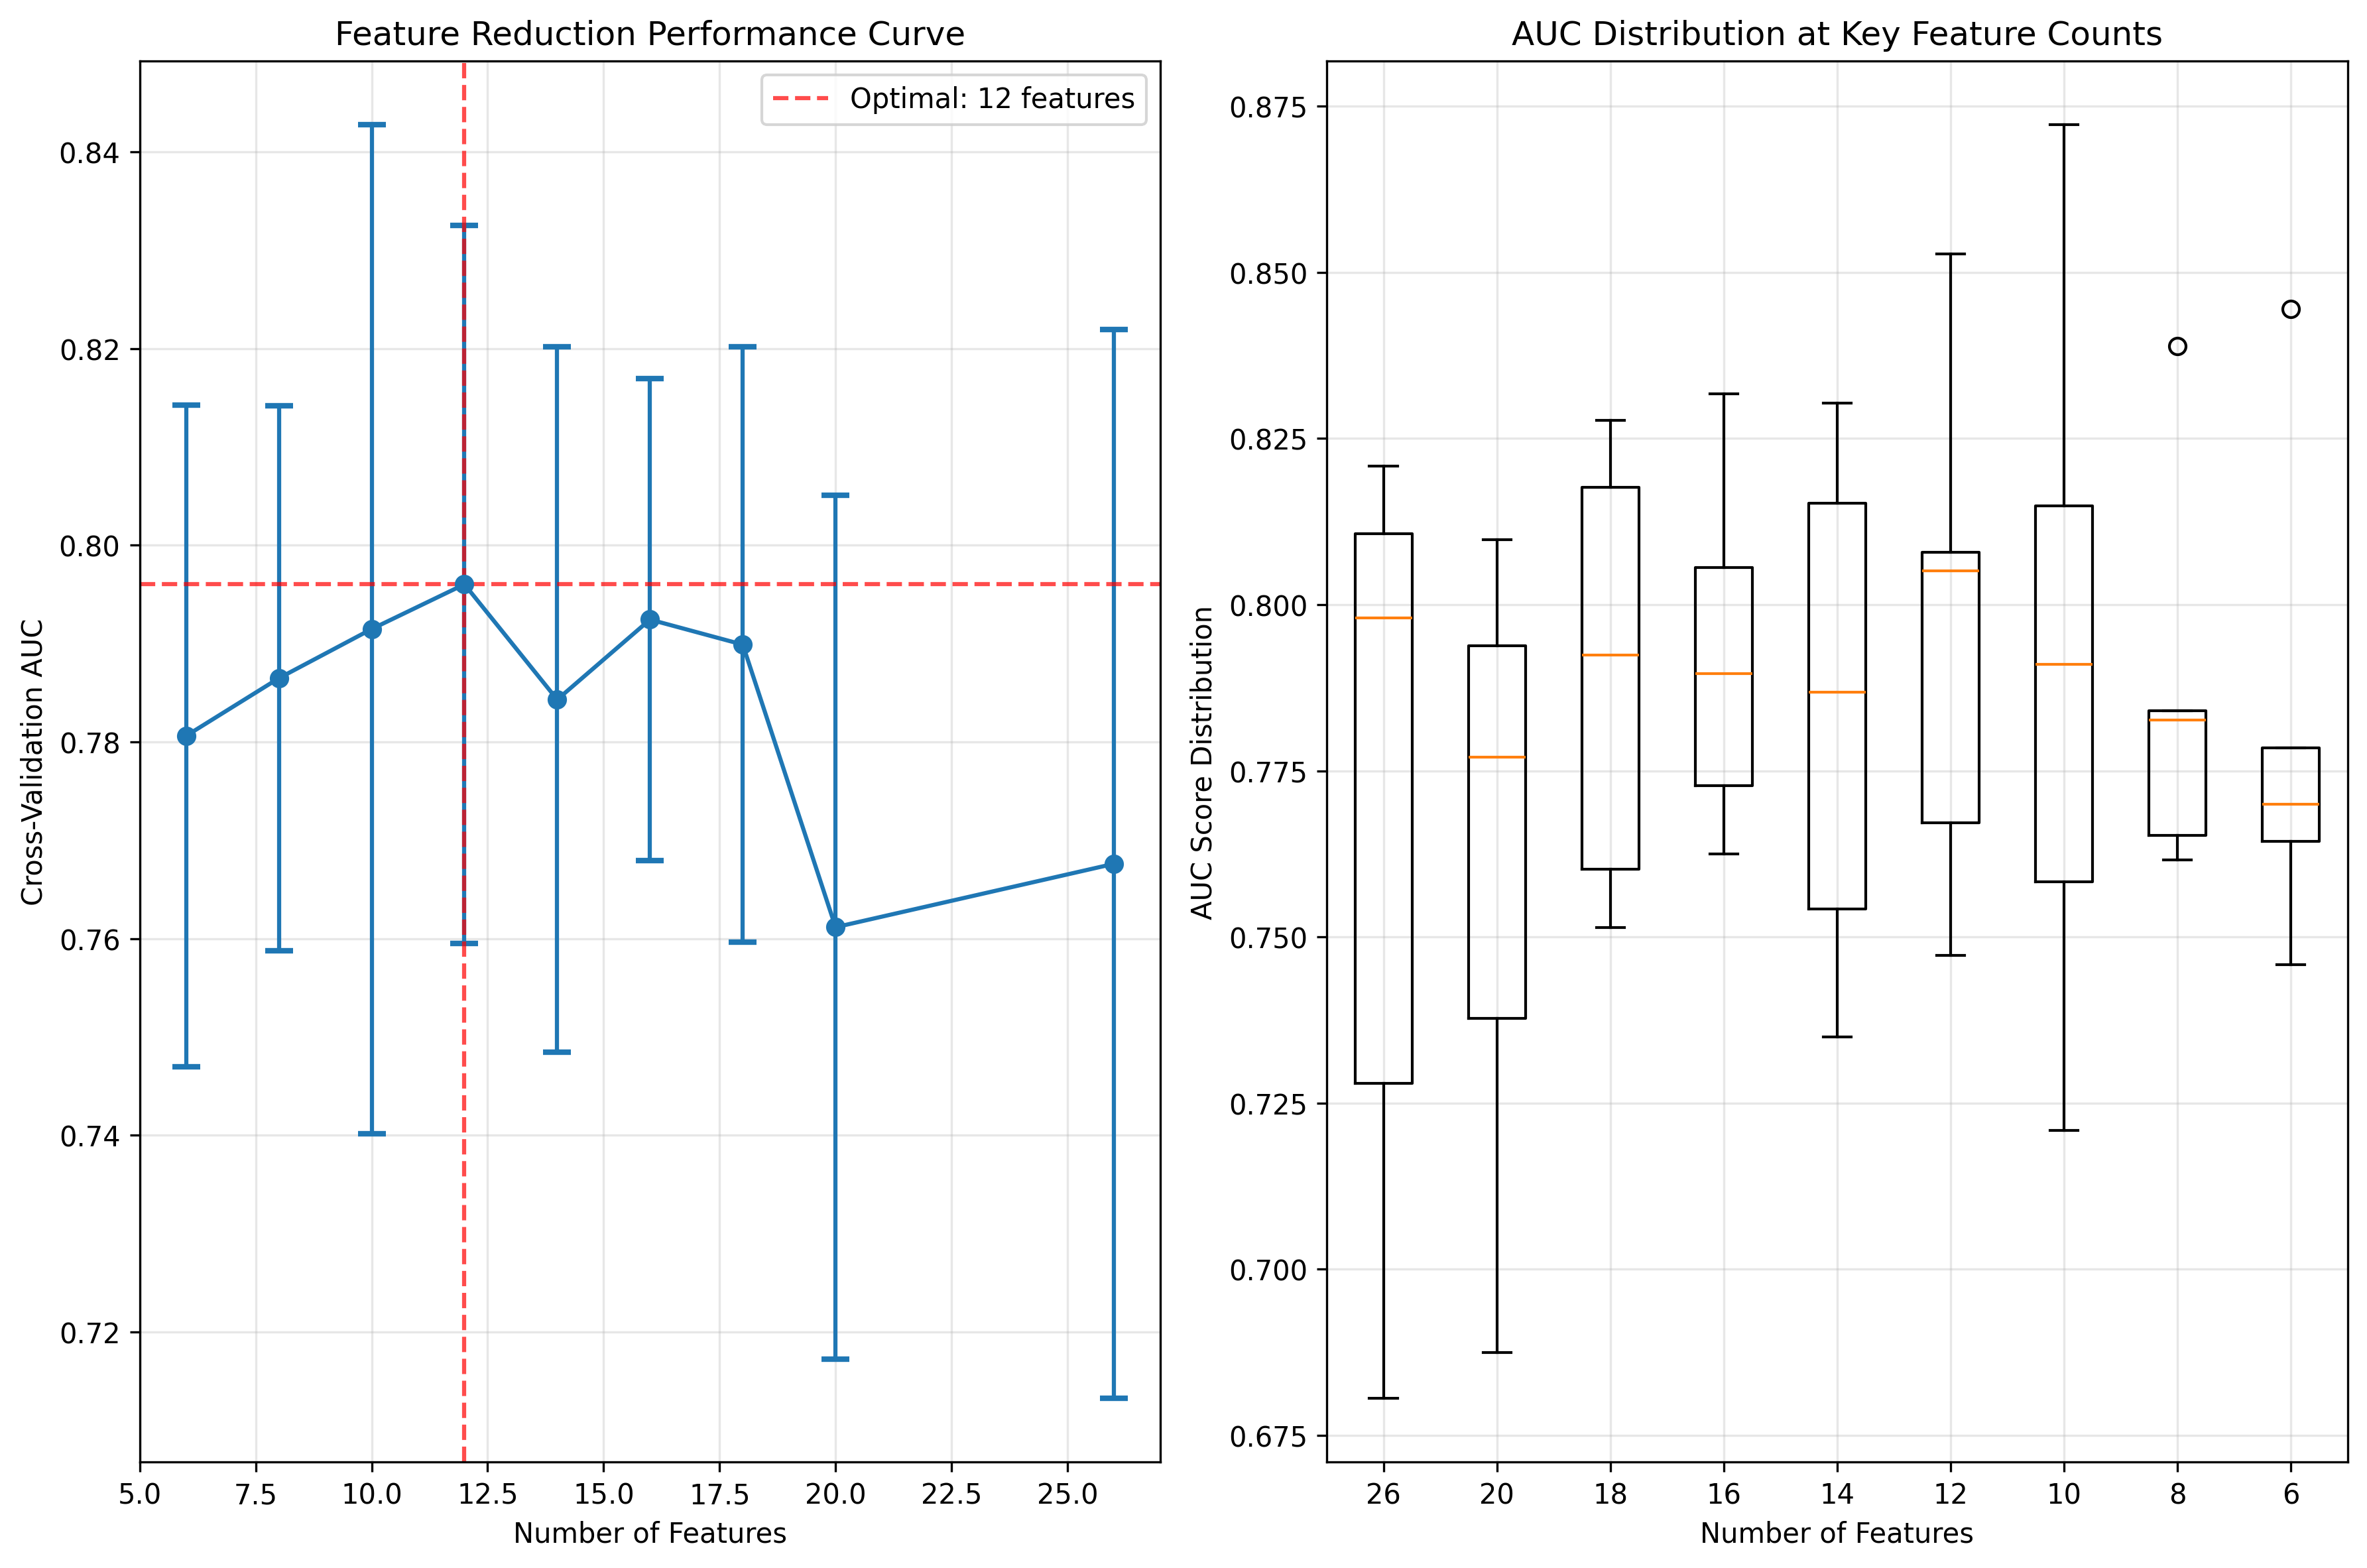 Feature Reduction Performance Curve
Optimal: 12 features
Cross-Validation AUC
0.84
0.82
0.80
0.78
0.76
0.74
0.72
5.0 7.5 10.0 12.5 15.0 17.5 20.0 22.5 25.0
Number of Features
AUC Distribution at Key Feature Counts
AUC Score Distribution
0.875
0.850
0.825
0.800
0.775
0.750
0.725
0.700
0.675
26 20 18 16 14 12 10 8 6
Number of Features